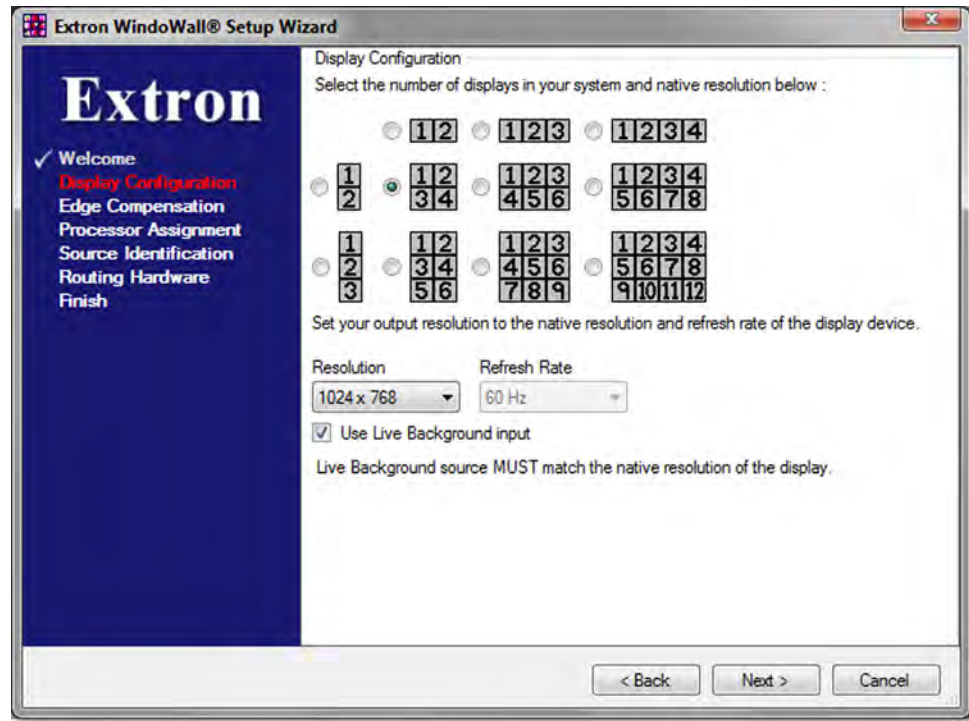 Extron WindoWall® Setup Wizard
Extron
Welcome
Display Configuration
Edge Compensation
Processor Assignment
Source Identification
Routing Hardware
Finish
Display Configuration
Select the number of displays in your system and native resolution below :
1 2
1 2 3
1 2 3 4
1
2
1 2
3 4
1 2 3
4 5 6
1 2 3 4
5 6 7 8
1
2
3
1 2
3 4
5 6
1 2 3
4 5 6
7 8 9
1 2 3 4
5 6 7 8
9 10 11 12
Set your output resolution to the native resolution and refresh rate of the display device.
Resolution
Refresh Rate
1024 x 768
60 Hz
Use Live Background input
Live Background source MUST match the native resolution of the display.
< Back
Next >
Cancel